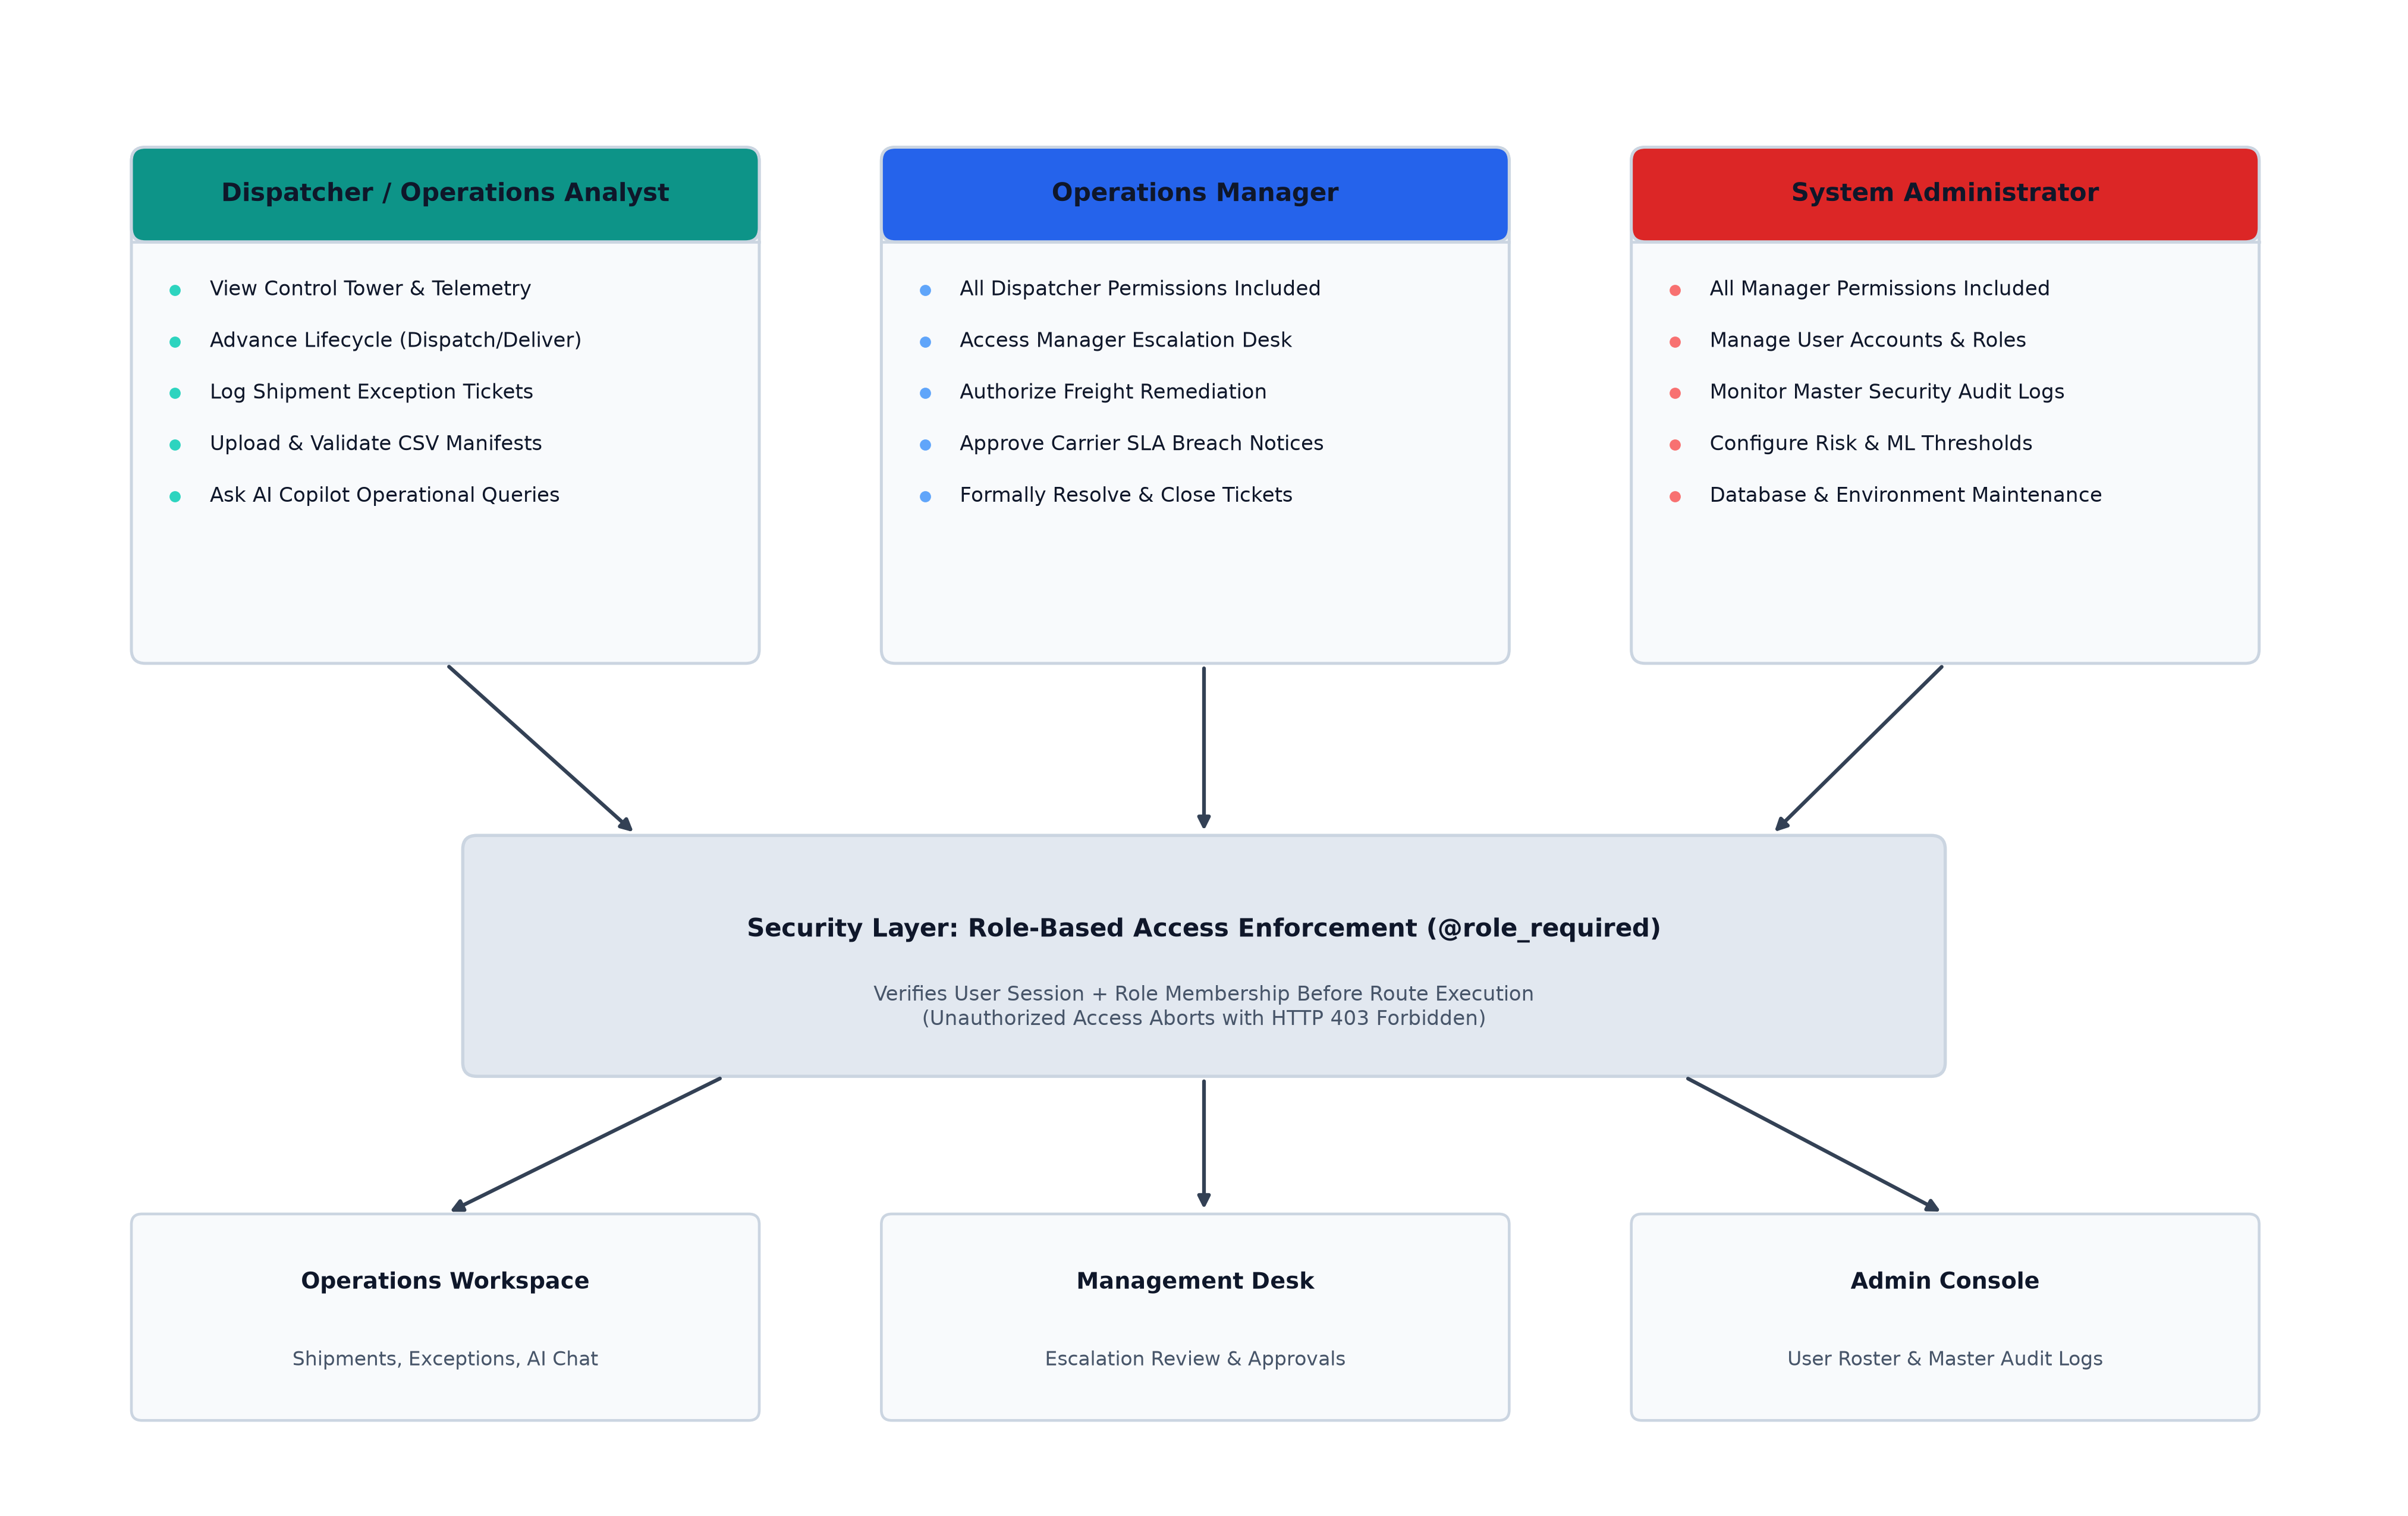 Dispatcher / Operations Analyst
View Control Tower & Telemetry
Advance Lifecycle (Dispatch/Deliver)
Log Shipment Exception Tickets
Upload & Validate CSV Manifests
Ask AI Copilot Operational Queries
Operations Manager
All Dispatcher Permissions Included
Access Manager Escalation Desk
Authorize Freight Remediation
Approve Carrier SLA Breach Notices
Formally Resolve & Close Tickets
System Administrator
All Manager Permissions Included
Manage User Accounts & Roles
Monitor Master Security Audit Logs
Configure Risk & ML Thresholds
Database & Environment Maintenance
Security Layer: Role-Based Access Enforcement (@role_required)
Verifies User Session + Role Membership Before Route Execution
(Unauthorized Access Aborts with HTTP 403 Forbidden)
Operations Workspace
Shipments, Exceptions, AI Chat
Management Desk
Escalation Review & Approvals
Admin Console
User Roster & Master Audit Logs